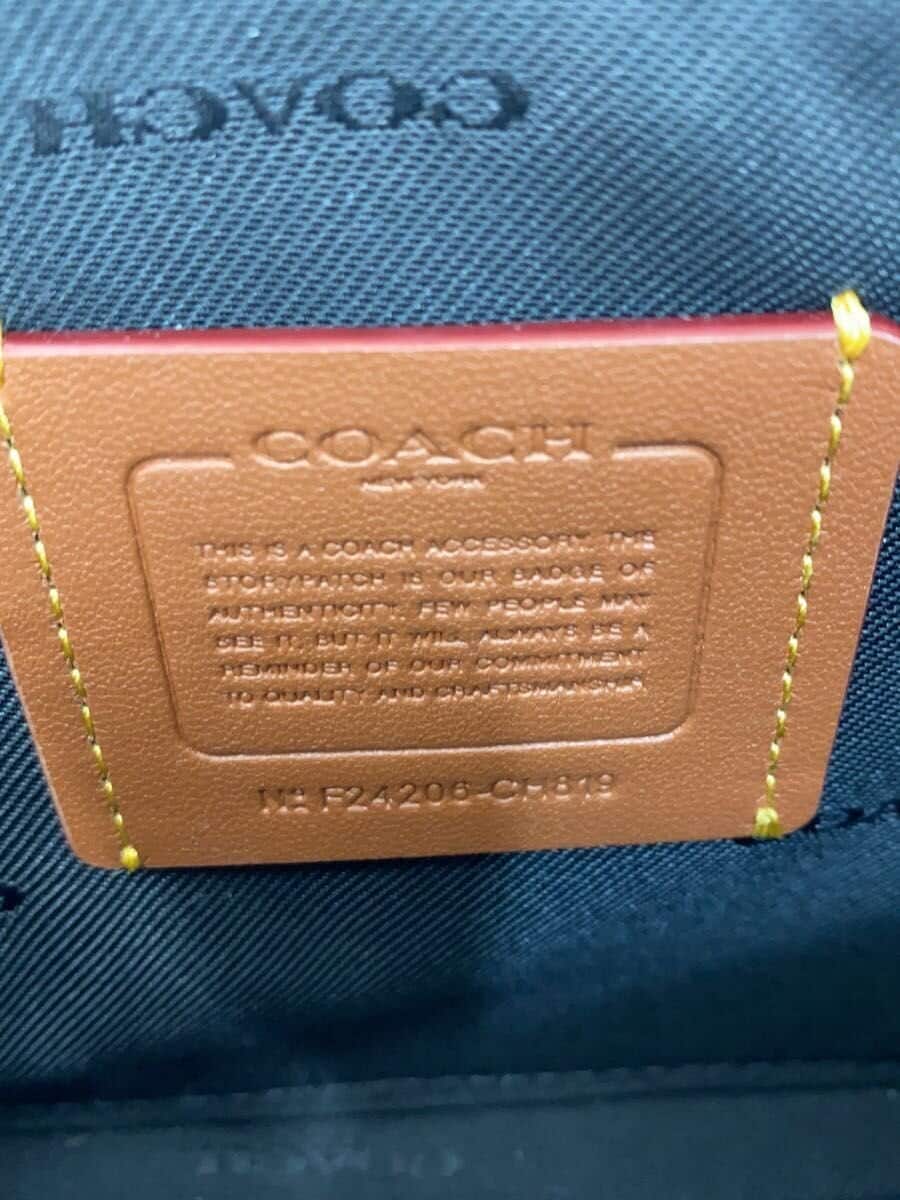 COACH
COACH
NEW YORK
THIS IS A COACH ACCESSORY. THE
STORYPATCH IS OUR BADGE OF
AUTHENTICITY. FEW PEOPLE MAY
SEE IT, BUT IT WILL ALWAYS BE A
REMINDER OF OUR COMMITMENT
TO QUALITY AND CRAFTSMANSHIP.
Nº F24206-CH619